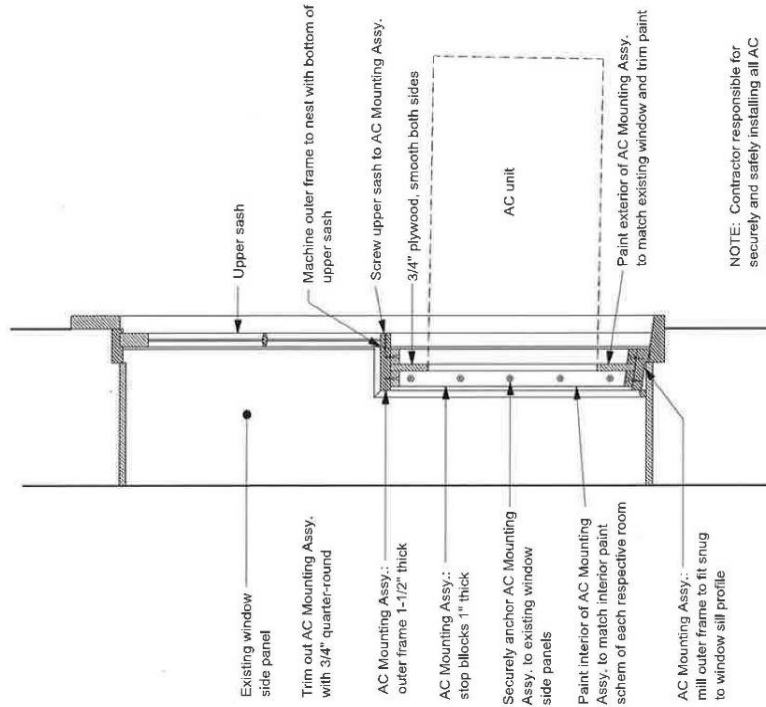 Existing window
side panel
Trim out AC Mounting Assy.
with 3/4" quarter-round
AC Mounting Assy.:
outer frame 1-1/2" thick
AC Mounting Assy.:
stop bllocks 1" thick
Securely anchor AC Mounting
Assy. to existing window
side panels
Paint interior of AC Mounting
Assy. to match interior paint
schem of each respective room
AC Mounting Assy.:
mill outer frame to fit snug
to window sill profile
Upper sash
Machine outer frame to nest with bottom of
upper sash
Screw upper sash to AC Mounting Assy.
3/4" plywood, smooth both sides
AC unit
Paint exterior of AC Mounting Assy.
to match existing window and trim paint
NOTE: Contractor responsible for
securely and safely installing all AC